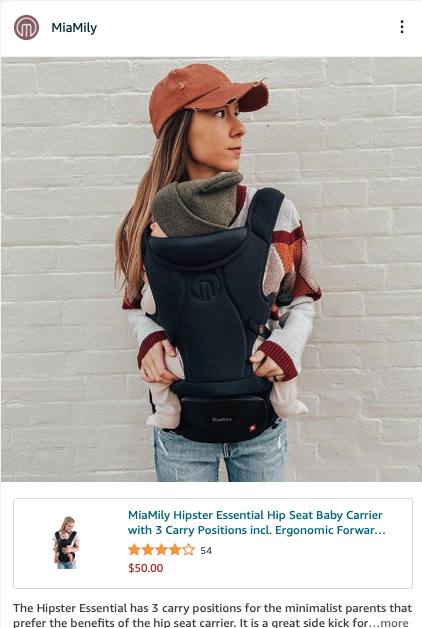 MiaMily
MiaMily
MiaMily Hipster Essential Hip Seat Baby Carrier
with 3 Carry Positions incl. Ergonomic Forwar…
54
$50.00
The Hipster Essential has 3 carry positions for the minimalist parents that
prefer the benefits of the hip seat carrier. It is a great side kick for…more